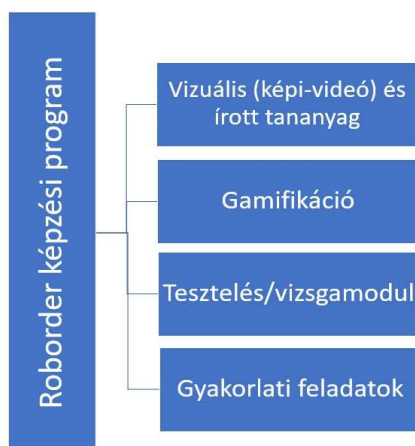 Roborder képzési program
Vizuális (képi-videó) és
írott tananyag
Gamifikáció
Tesztelés/vizsgamodul
Gyakorlati feladatok